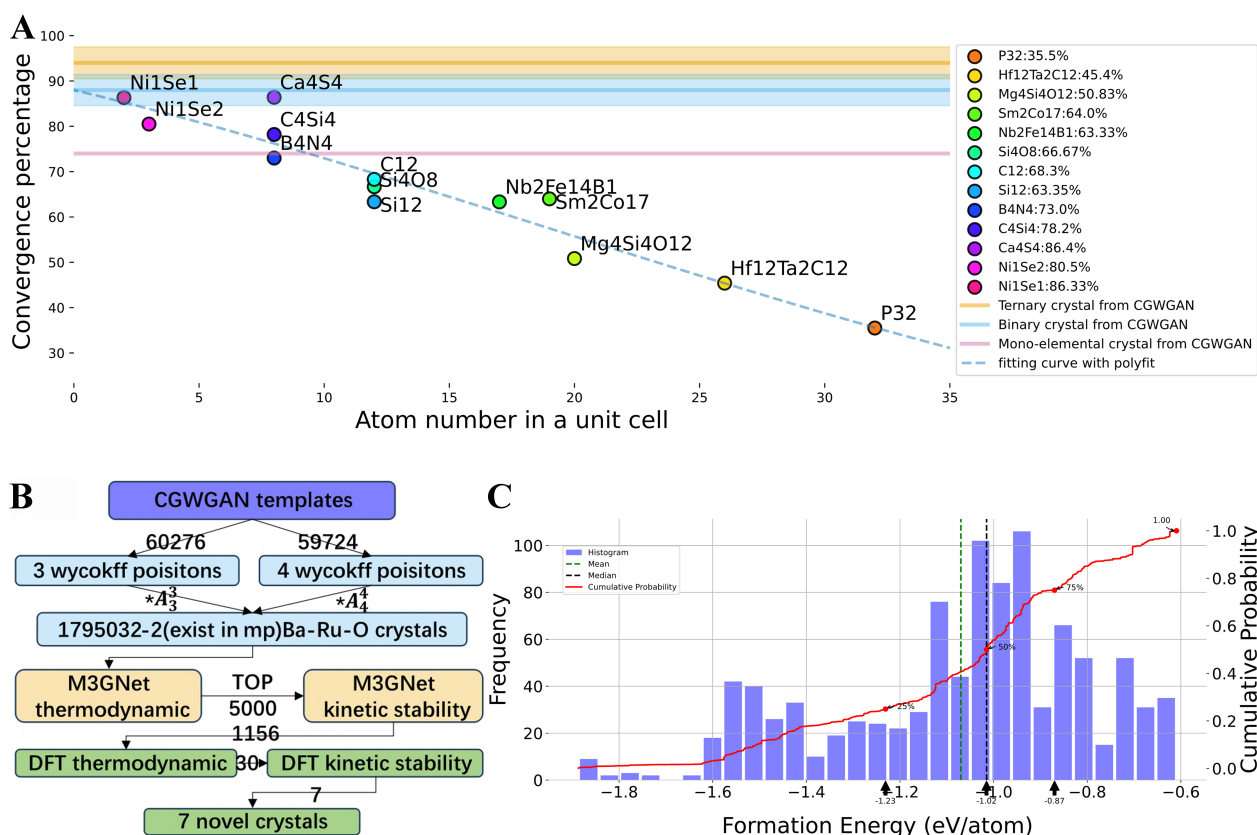 A
Convergence percentage
100
90
80
70
60
50
40
30
Ni1Se1
Ca4S4
Ni1Se2
C4Si4
B4N4
C12
Si4O8
Si12
Nb2Fe14B1
Sm2Co17
Mg4Si4O12
Hf12Ta2C12
P32
0 5 10 15 20 25 30 35
Atom number in a unit cell
P32:35.5%
Hf12Ta2C12:45.4%
Mg4Si4O12:50.83%
Sm2Co17:64.0%
Nb2Fe14B1:63.33%
Si4O8:66.67%
C12:68.3%
Si12:63.35%
B4N4:73.0%
C4Si4:78.2%
Ca4S4:86.4%
Ni1Se2:80.5%
Ni1Se1:86.33%
Ternary crystal from CGWGAN
Binary crystal from CGWGAN
Mono-elemental crystal from CGWGAN
fitting curve with polyfit
B
CGWGAN templates
60276 59724
3 wycokff poisitons 4 wycokff poisitons
*A₃³ *A₄⁴
1795032-2(exist in mp)Ba-Ru-O crystals
M3GNet
thermodynamic
TOP
5000
M3GNet
kinetic stability
1156
DFT thermodynamic 30 DFT kinetic stability
7
7 novel crystals
C
Frequency
100
80
60
40
20
0
Histogram
Mean
Median
Cumulative Probability
25%
50%
75%
1.00
1.0
0.8
0.6
0.4
0.2
0.0
Cumulative Probability
−1.8 −1.6 −1.4 −1.2 −1.0 −0.8 −0.6
-1.23 -1.02 -0.87
Formation Energy (eV/atom)